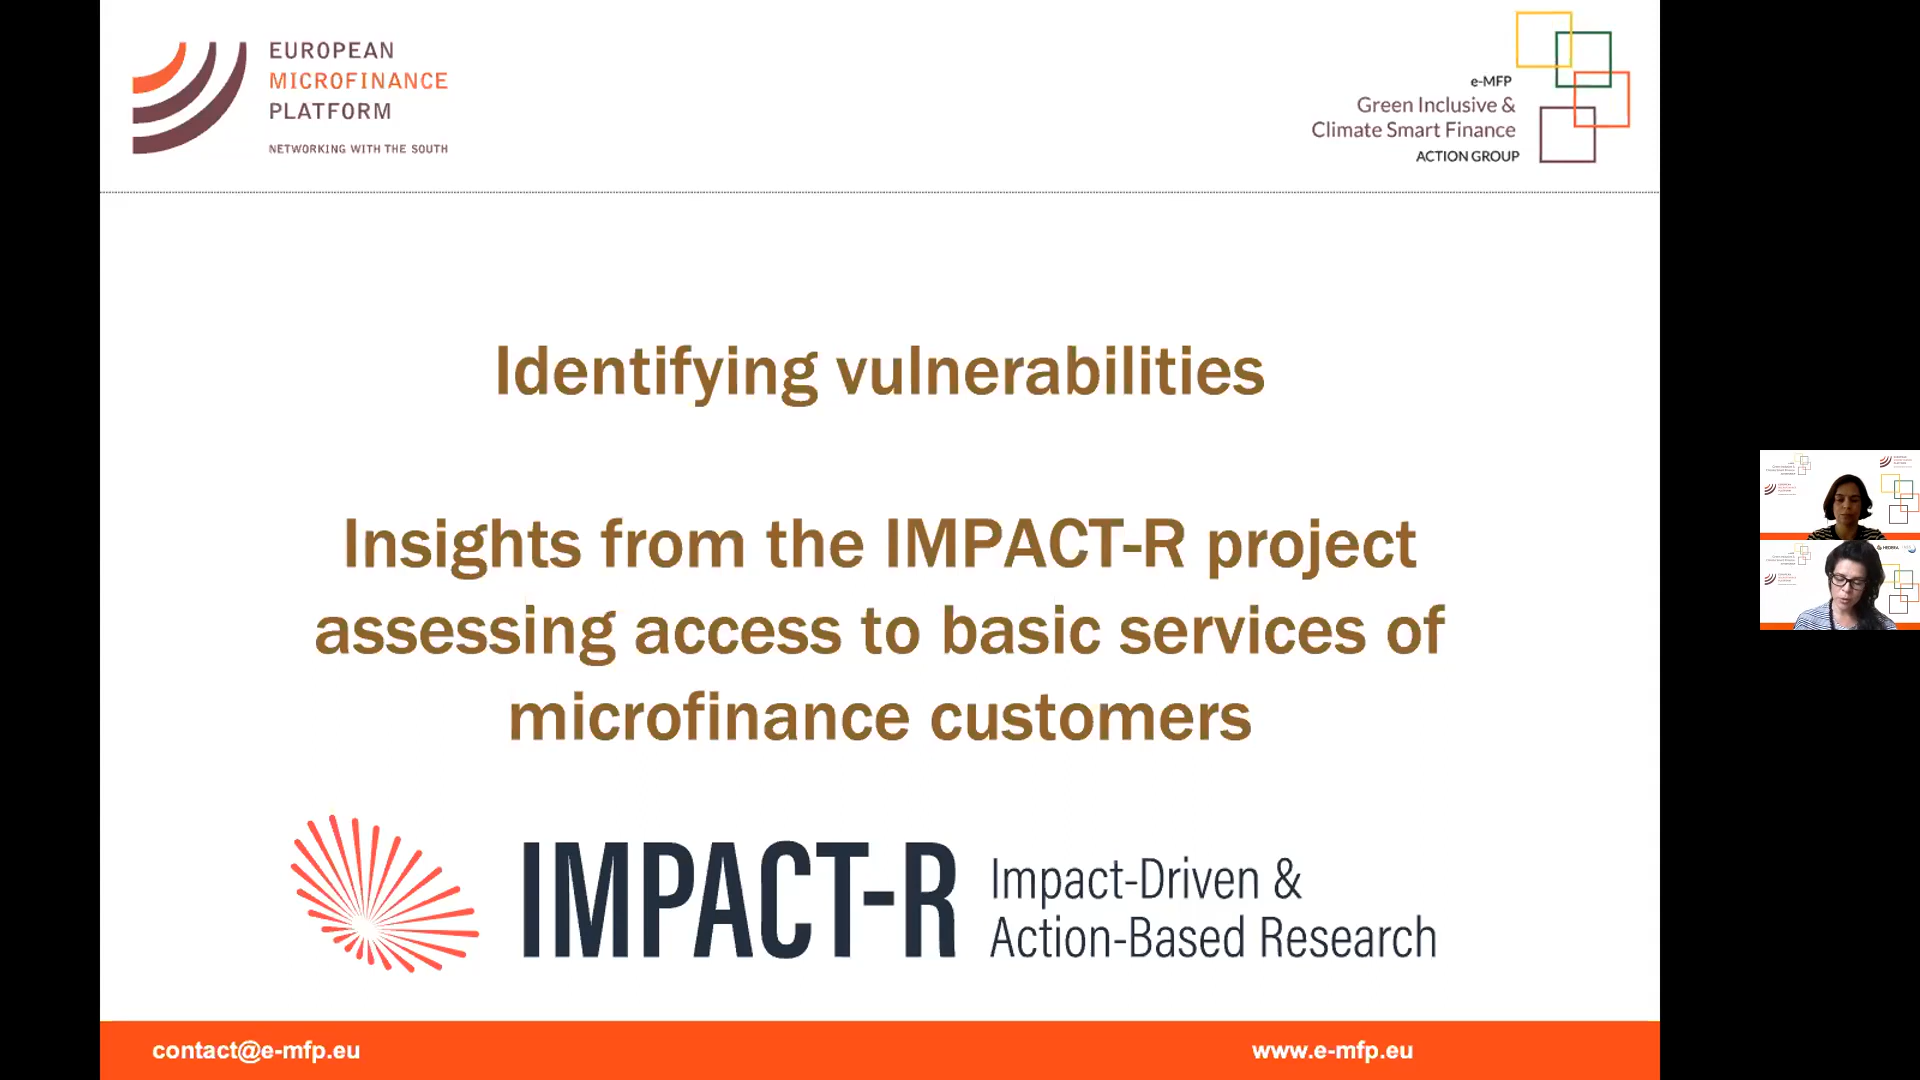 EUROPEAN
MICROFINANCE
PLATFORM
NETWORKING WITH THE SOUTH
e-MFP
Green Inclusive &
Climate Smart Finance
ACTION GROUP
Identifying vulnerabilities
Insights from the IMPACT-R project
assessing access to basic services of
microfinance customers
IMPACT-R
Impact-Driven &
Action-Based Research
contact@e-mfp.eu
www.e-mfp.eu